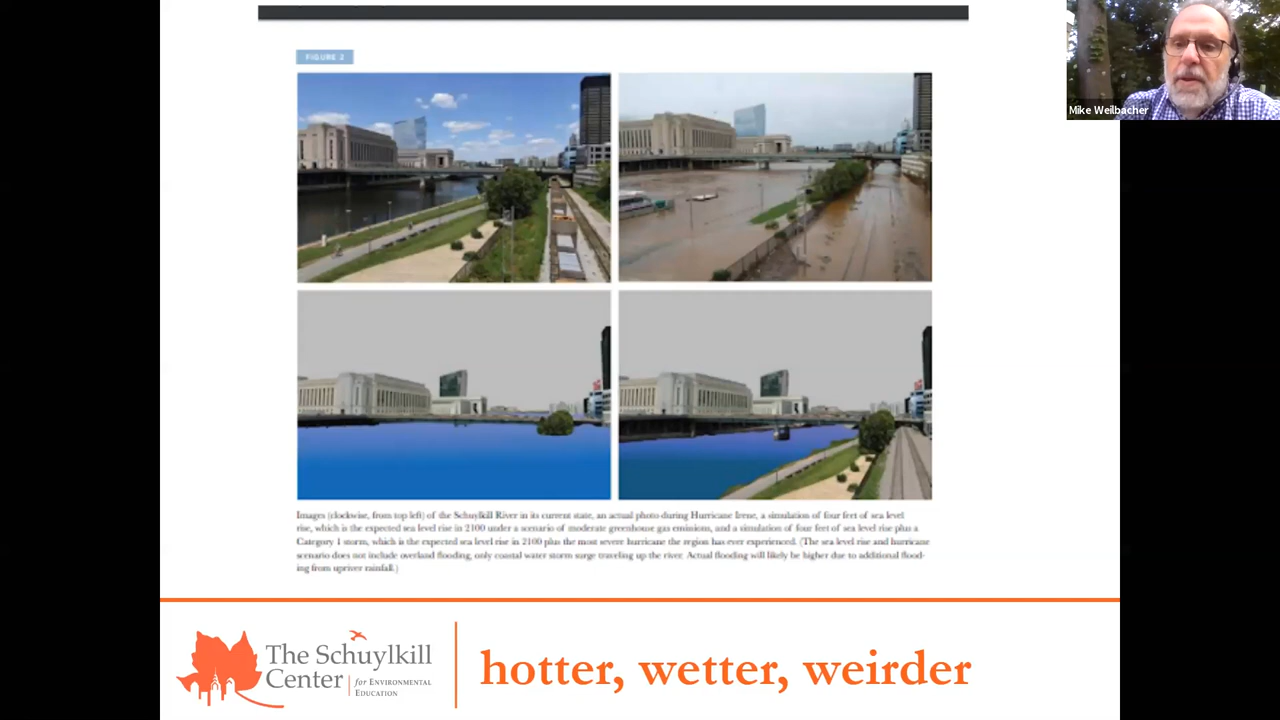 Mike Weilbacher
FIGURE 2
Images (clockwise, from top left) of the Schuylkill River in its current state, an actual photo during Hurricane Irene, a simulation of four feet of sea level
rise, which is the expected sea level rise in 2100 under a scenario of moderate greenhouse gas emissions, and a simulation of four feet of sea level rise plus a
Category 1 storm, which is the expected sea level rise in 2100 plus the most severe hurricane the region has ever experienced. (The sea level rise and hurricane
scenario does not include overland flooding, only coastal water storm surge traveling up the river. Actual flooding will likely be higher due to additional flood-
ing from upriver rainfall.)
The Schuylkill
Center
for ENVIRONMENTAL
EDUCATION
hotter, wetter, weirder